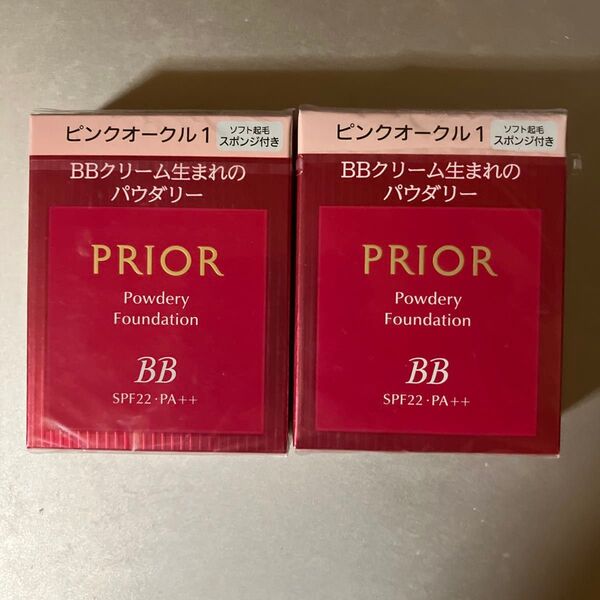 ピンクオークル1
ソフト起毛
スポンジ付き
BBクリーム生まれの
パウダリー
PRIOR
Powdery
Foundation
BB
SPF22・PA++
ピンクオークル1
ソフト起毛
スポンジ付き
BBクリーム生まれの
パウダリー
PRIOR
Powdery
Foundation
BB
SPF22・PA++